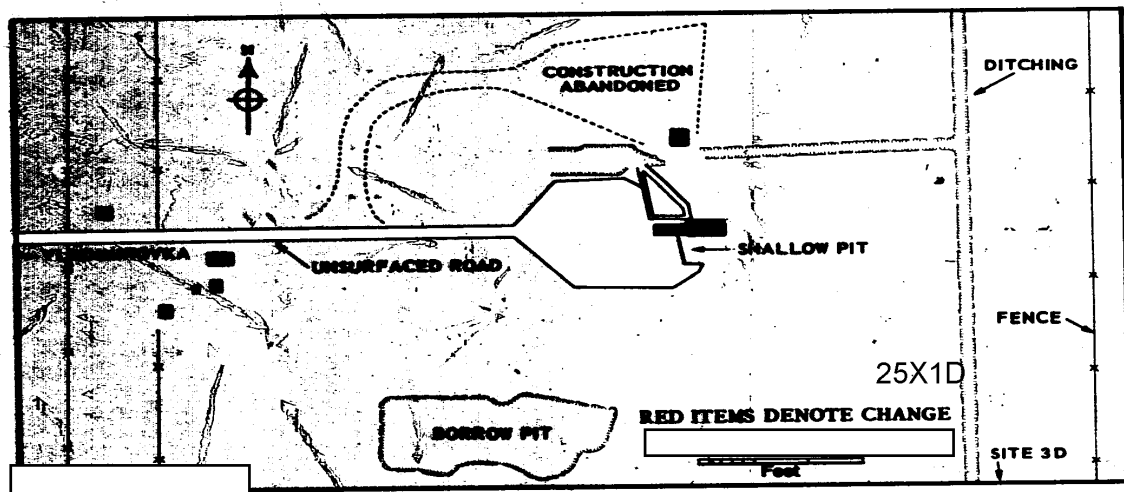 N
CONSTRUCTION
ABANDONED
DITCHING
UNSURFACED ROAD
SHALLOW PIT
FENCE
25X1D
RED ITEMS DENOTE CHANGE
BORROW PIT
Feet
SITE 3D